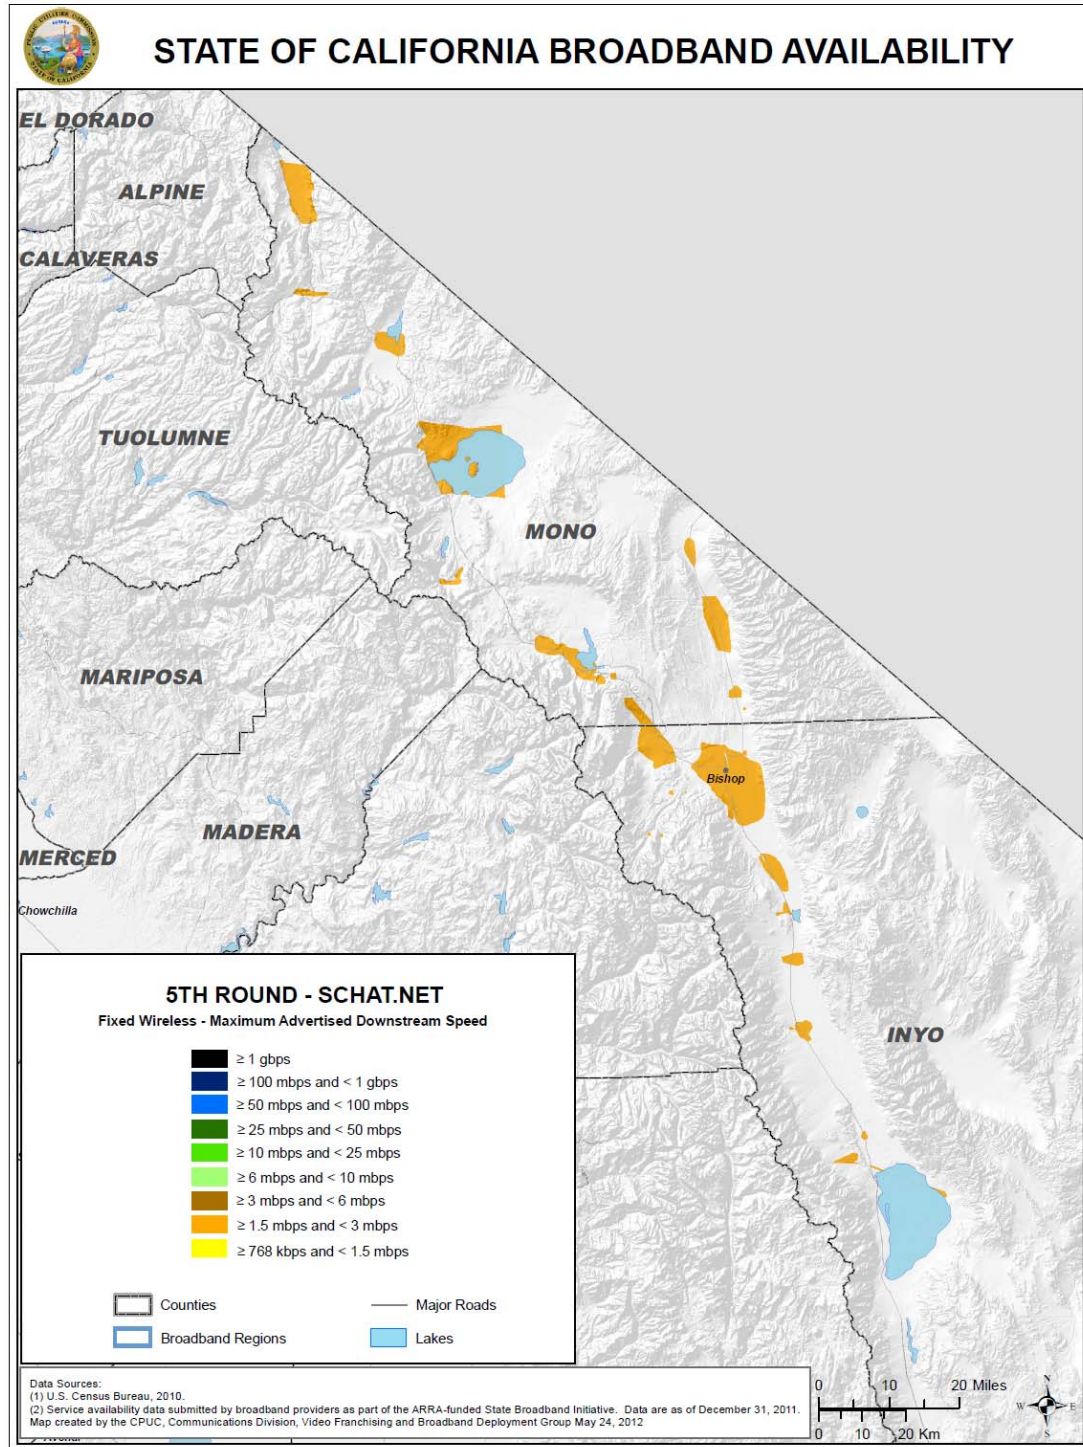 STATE OF CALIFORNIA BROADBAND AVAILABILITY
EL DORADO
ALPINE
CALAVERAS
TUOLUMNE
MONO
MARIPOSA
Bishop
MADERA
MERCED
Chowchilla
INYO
5TH ROUND - SCHAT.NET
Fixed Wireless - Maximum Advertised Downstream Speed
≥ 1 gbps
≥ 100 mbps and < 1 gbps
≥ 50 mbps and < 100 mbps
≥ 25 mbps and < 50 mbps
≥ 10 mbps and < 25 mbps
≥ 6 mbps and < 10 mbps
≥ 3 mbps and < 6 mbps
≥ 1.5 mbps and < 3 mbps
≥ 768 kbps and < 1.5 mbps
Counties
Major Roads
Broadband Regions
Lakes
Data Sources:
(1) U.S. Census Bureau, 2010.
(2) Service availability data submitted by broadband providers as part of the ARRA-funded State Broadband Initiative. Data are as of December 31, 2011.
Map created by the CPUC, Communications Division, Video Franchising and Broadband Deployment Group May 24, 2012
0 10 20 Miles
0 10 20 Km
N
W E
S